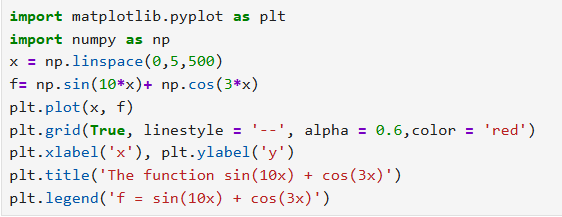 import matplotlib.pyplot as plt
import numpy as np
x = np.linspace(0,5,500)
f= np.sin(10*x)+ np.cos(3*x)
plt.plot(x, f)
plt.grid(True, linestyle = '--', alpha = 0.6,color = 'red')
plt.xlabel('x'), plt.ylabel('y')
plt.title('The function sin(10x) + cos(3x)')
plt.legend('f = sin(10x) + cos(3x)')